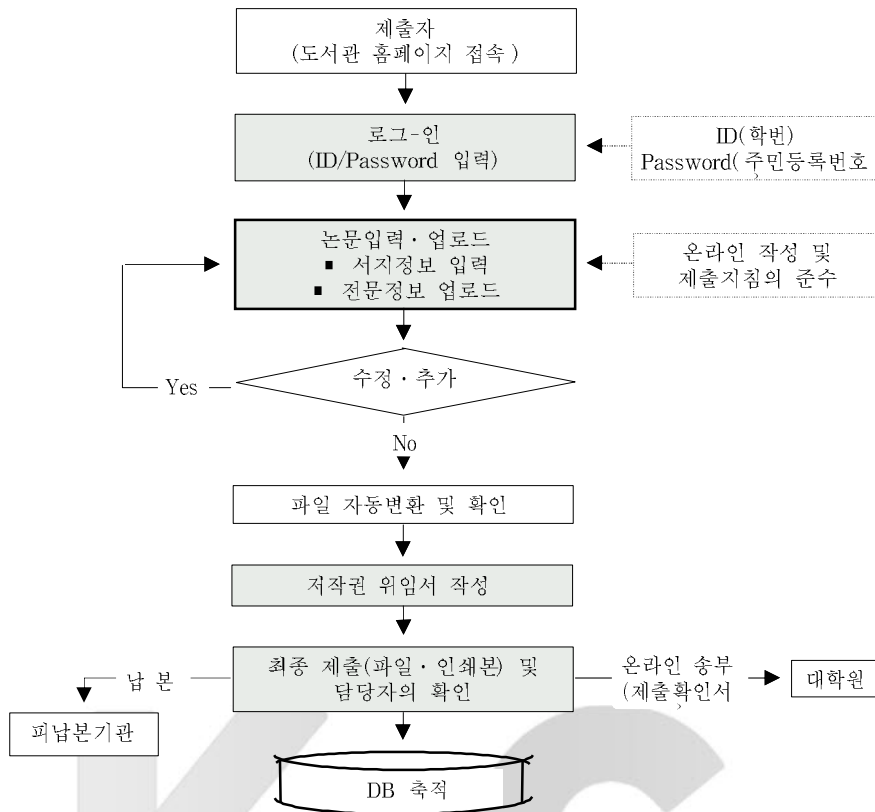 제출자
(도서관 홈페이지 접속)
로그-인
(ID/Password 입력)
ID(학번)
Password(주민등록번호)
논문입력·업로드
▪ 서지정보 입력
▪ 전문정보 업로드
온라인 작성 및
제출지침의 준수
수정·추가
Yes
No
파일 자동변환 및 확인
저작권 위임서 작성
최종 제출(파일·인쇄본) 및
담당자의 확인
납 본
피납본기관
온라인 송부
(제출확인서)
대학원
DB 축적